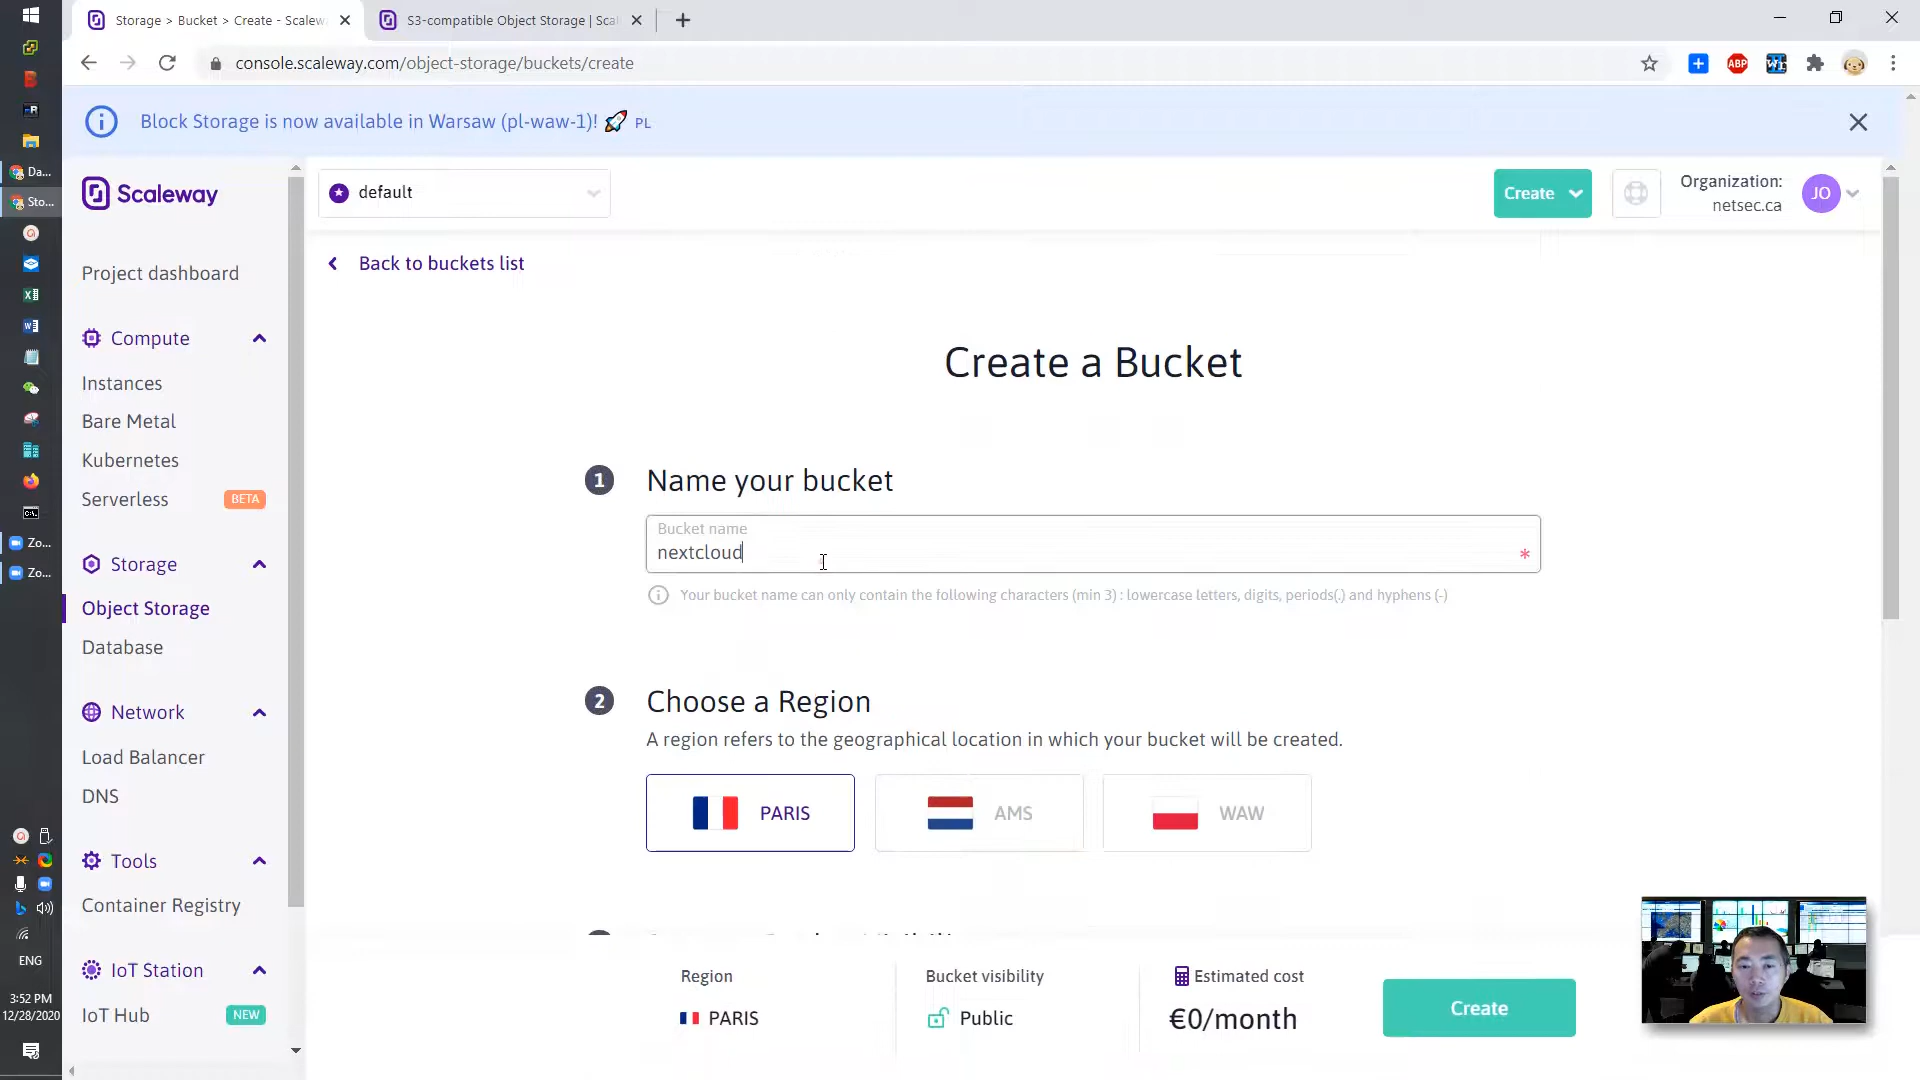 Storage > Bucket > Create - Scalew
S3-compatible Object Storage | Scal
console.scaleway.com/object-storage/buckets/create
ABP
Block Storage is now available in Warsaw (pl-waw-1)! 🚀 PL
Scaleway
default
Create
Organization:
netsec.ca
JO
Back to buckets list
Project dashboard
Compute
Instances
Bare Metal
Kubernetes
Serverless
BETA
Storage
Object Storage
Database
Network
Load Balancer
DNS
Tools
Container Registry
IoT Station
IoT Hub
NEW
Create a Bucket
1
Name your bucket
Bucket name
nextcloud
*
Your bucket name can only contain the following characters (min 3) : lowercase letters, digits, periods(.) and hyphens (-)
2
Choose a Region
A region refers to the geographical location in which your bucket will be created.
PARIS
AMS
WAW
Region
PARIS
Bucket visibility
Public
Estimated cost
€0/month
Create
Da...
Sto...
Zo...
Zo...
ENG
3:52 PM
12/28/2020